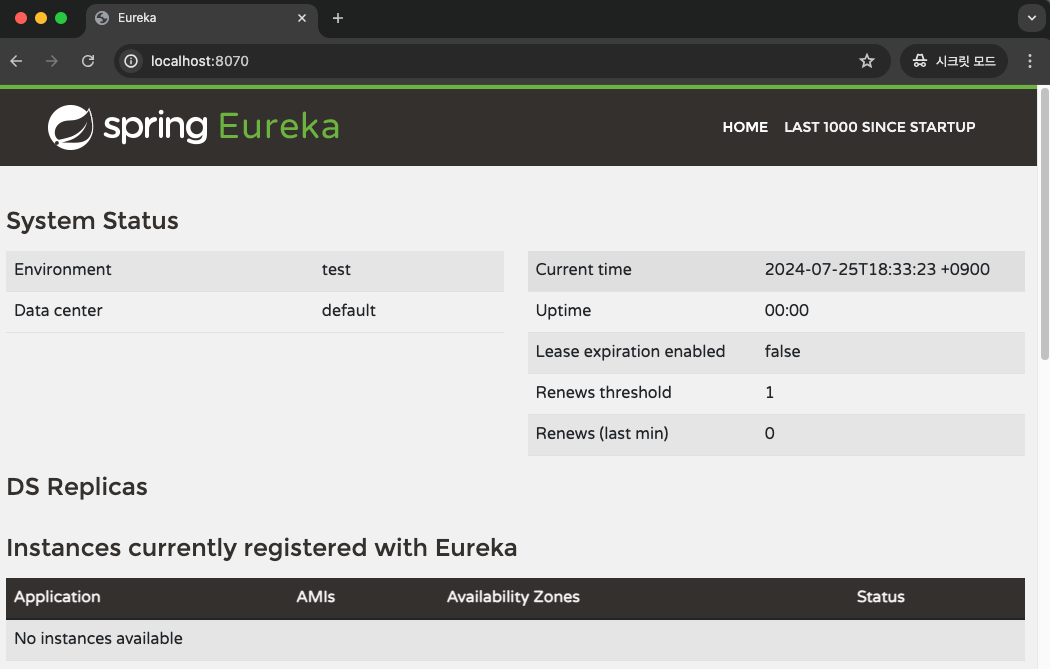 Eureka
localhost:8070
시크릿 모드
spring Eureka
HOME LAST 1000 SINCE STARTUP
System Status
Environment test
Data center default
Current time 2024-07-25T18:33:23 +0900
Uptime 00:00
Lease expiration enabled false
Renews threshold 1
Renews (last min) 0
DS Replicas
Instances currently registered with Eureka
Application AMIs Availability Zones Status
No instances available